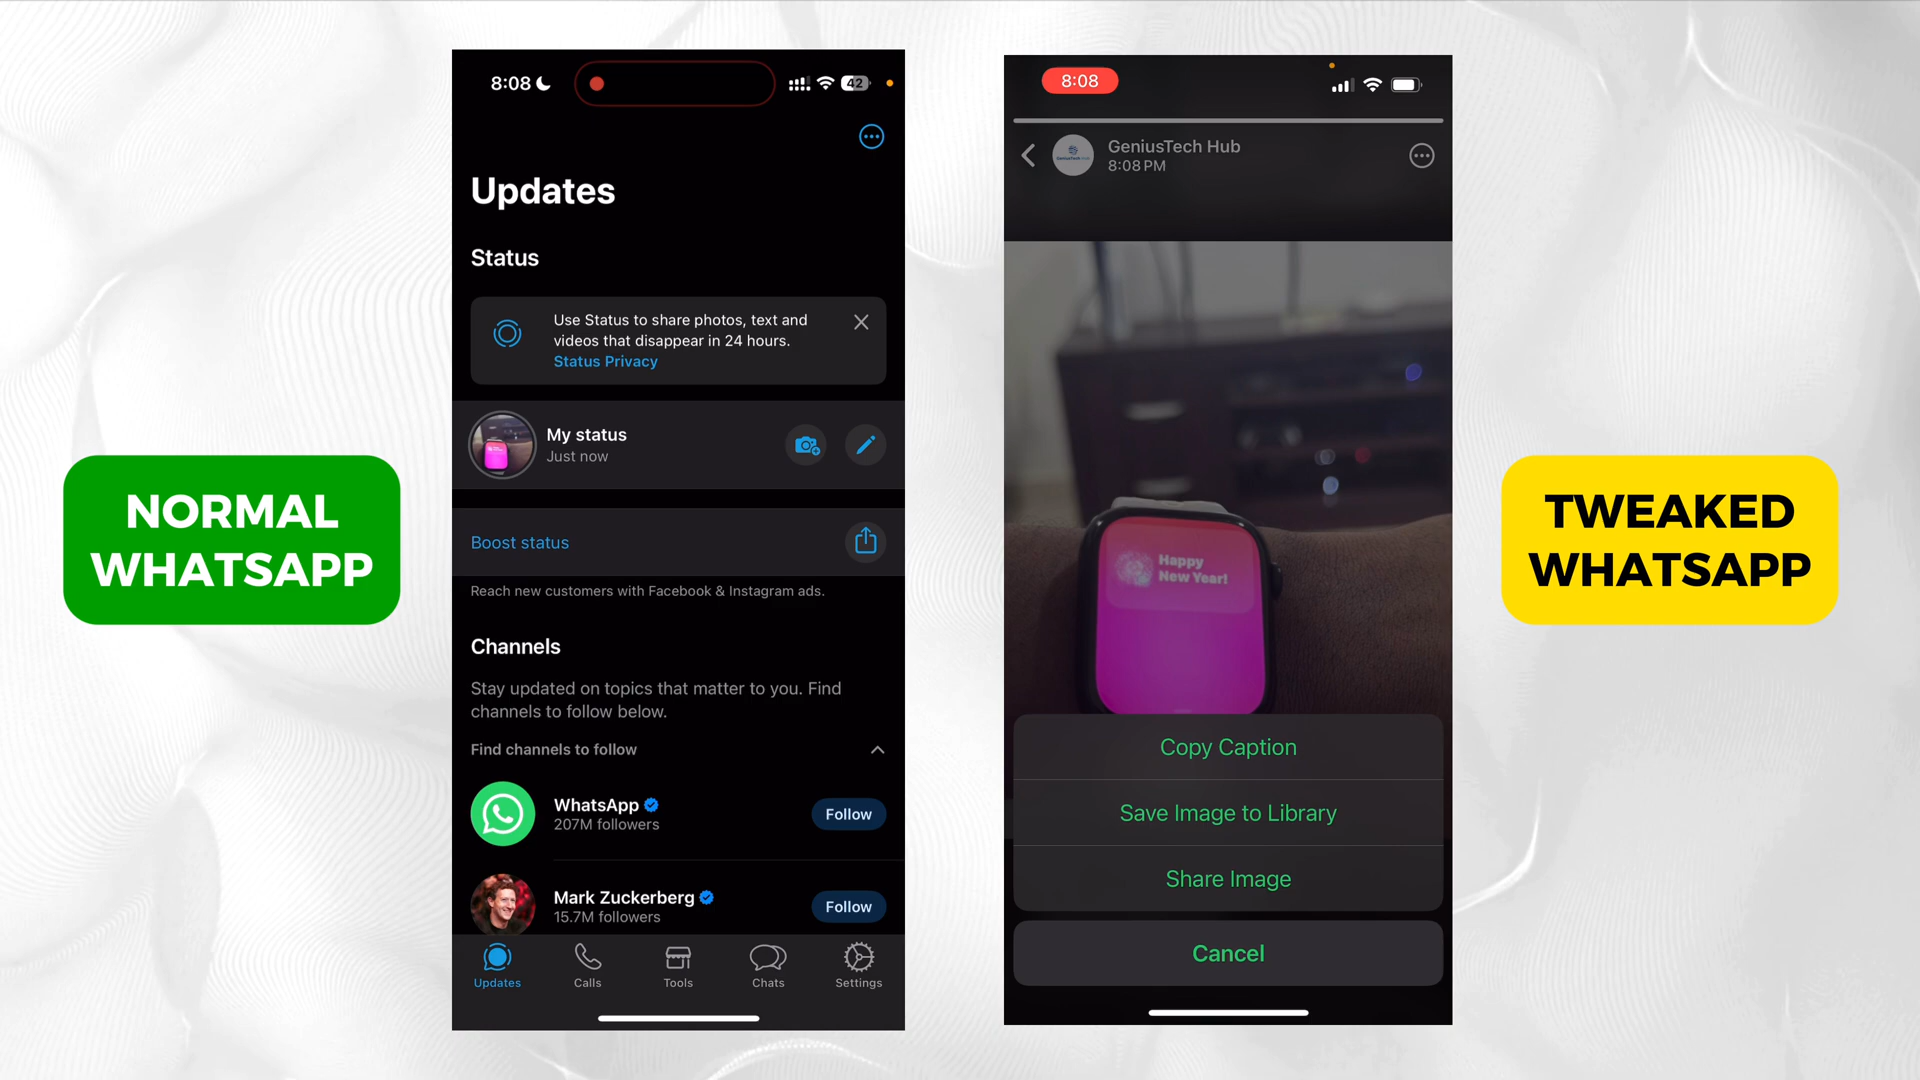 NORMAL
WHATSAPP
8:08
42
Updates
Status
Use Status to share photos, text and
videos that disappear in 24 hours.
Status Privacy
My status
Just now
Boost status
Reach new customers with Facebook & Instagram ads.
Channels
Stay updated on topics that matter to you. Find
channels to follow below.
Find channels to follow
WhatsApp
207M followers
Follow
Mark Zuckerberg
15.7M followers
Follow
Updates
Calls
Tools
Chats
Settings
8:08
GeniusTech Hub
8:08 PM
Happy
New Year!
Copy Caption
Save Image to Library
Share Image
Cancel
TWEAKED
WHATSAPP